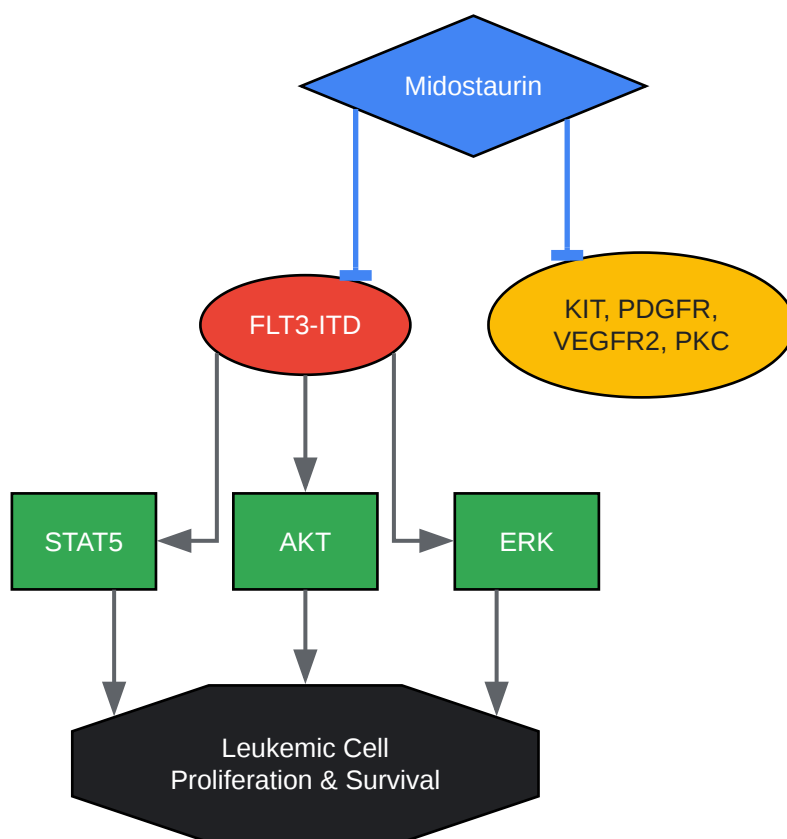 Midostaurin
FLT3-ITD
KIT, PDGFR,
VEGFR2, PKC
STAT5
AKT
ERK
Leukemic Cell
Proliferation & Survival